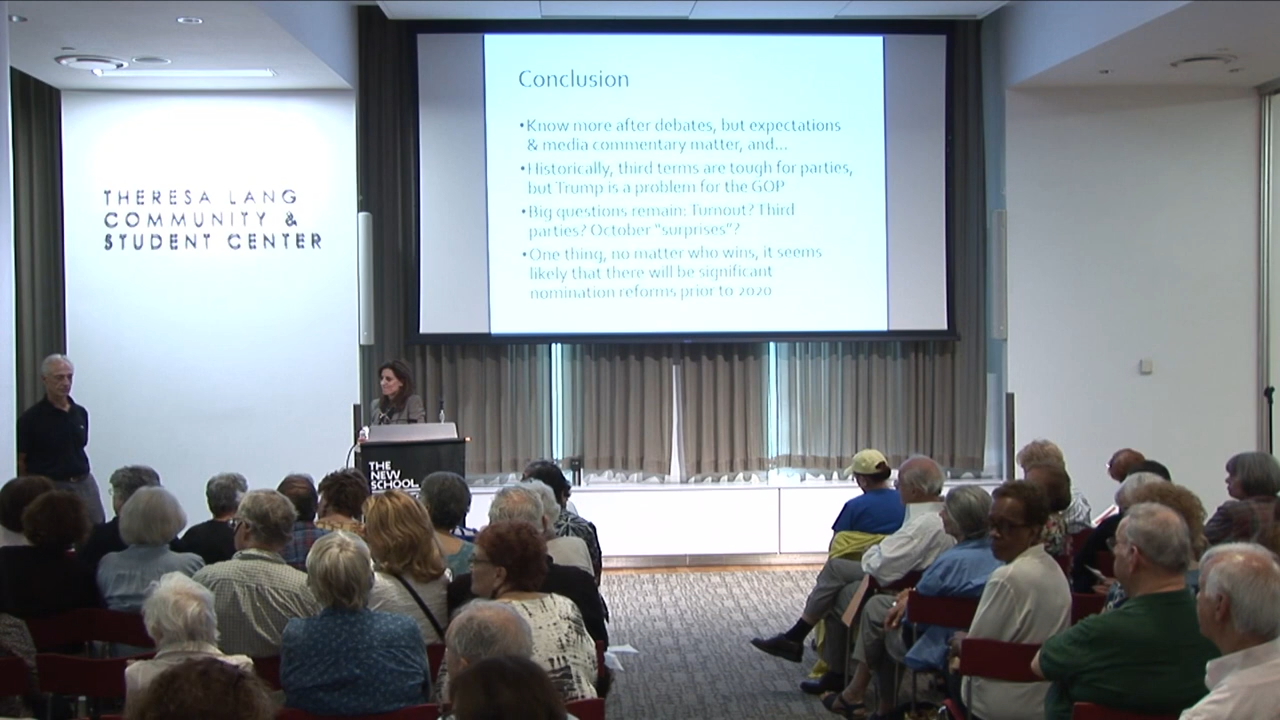 THERESA LANG
COMMUNITY &
STUDENT CENTER
Conclusion
•Know more after debates, but expectations
& media commentary matter, and...
•Historically, third terms are tough for parties,
but Trump is a problem for the GOP
•Big questions remain: Turnout? Third
parties? October "surprises"?
•One thing, no matter who wins, it seems
likely that there will be significant
nomination reforms prior to 2020
THE
NEW
SCHOOL